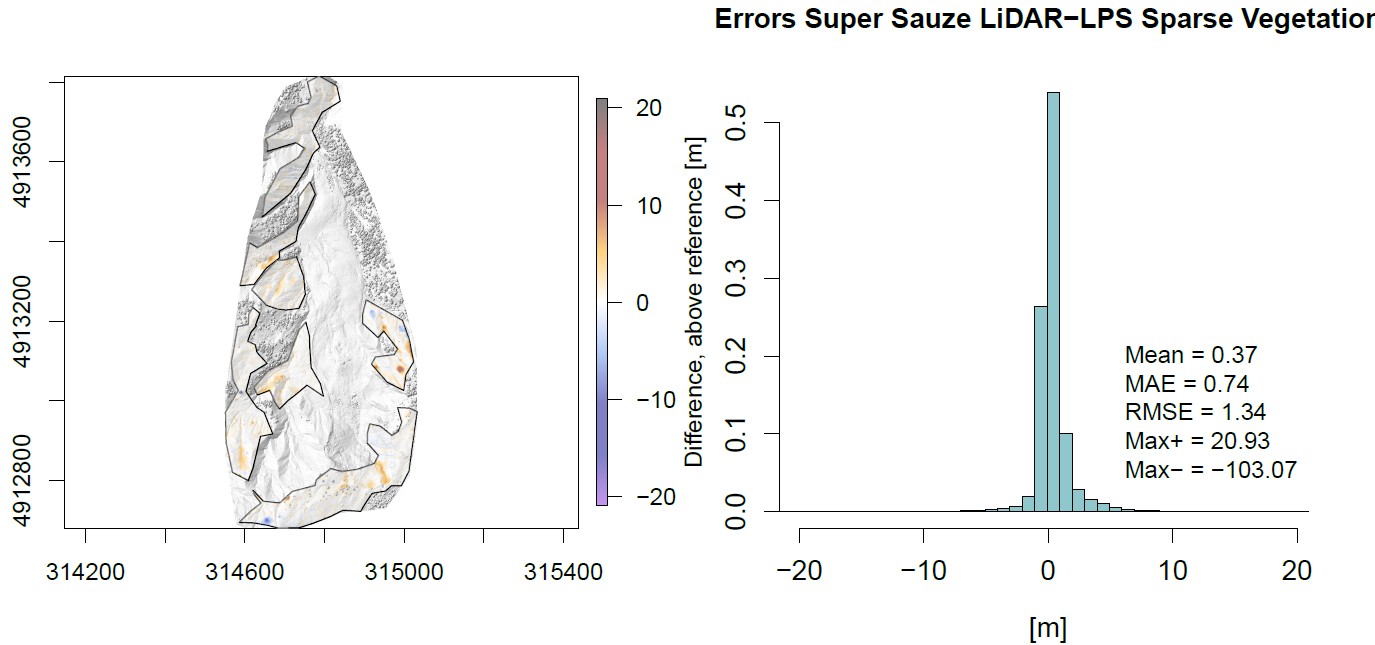 Errors Super Sauze LiDAR−LPS Sparse Vegetation
4913600
4913200
4912800
314200
314600
315000
315400
20
10
0
−10
−20
Difference, above reference [m]
0.5
0.4
0.3
0.2
0.1
0.0
Mean = 0.37
MAE = 0.74
RMSE = 1.34
Max+ = 20.93
Max− = −103.07
−20
−10
0
10
20
[m]